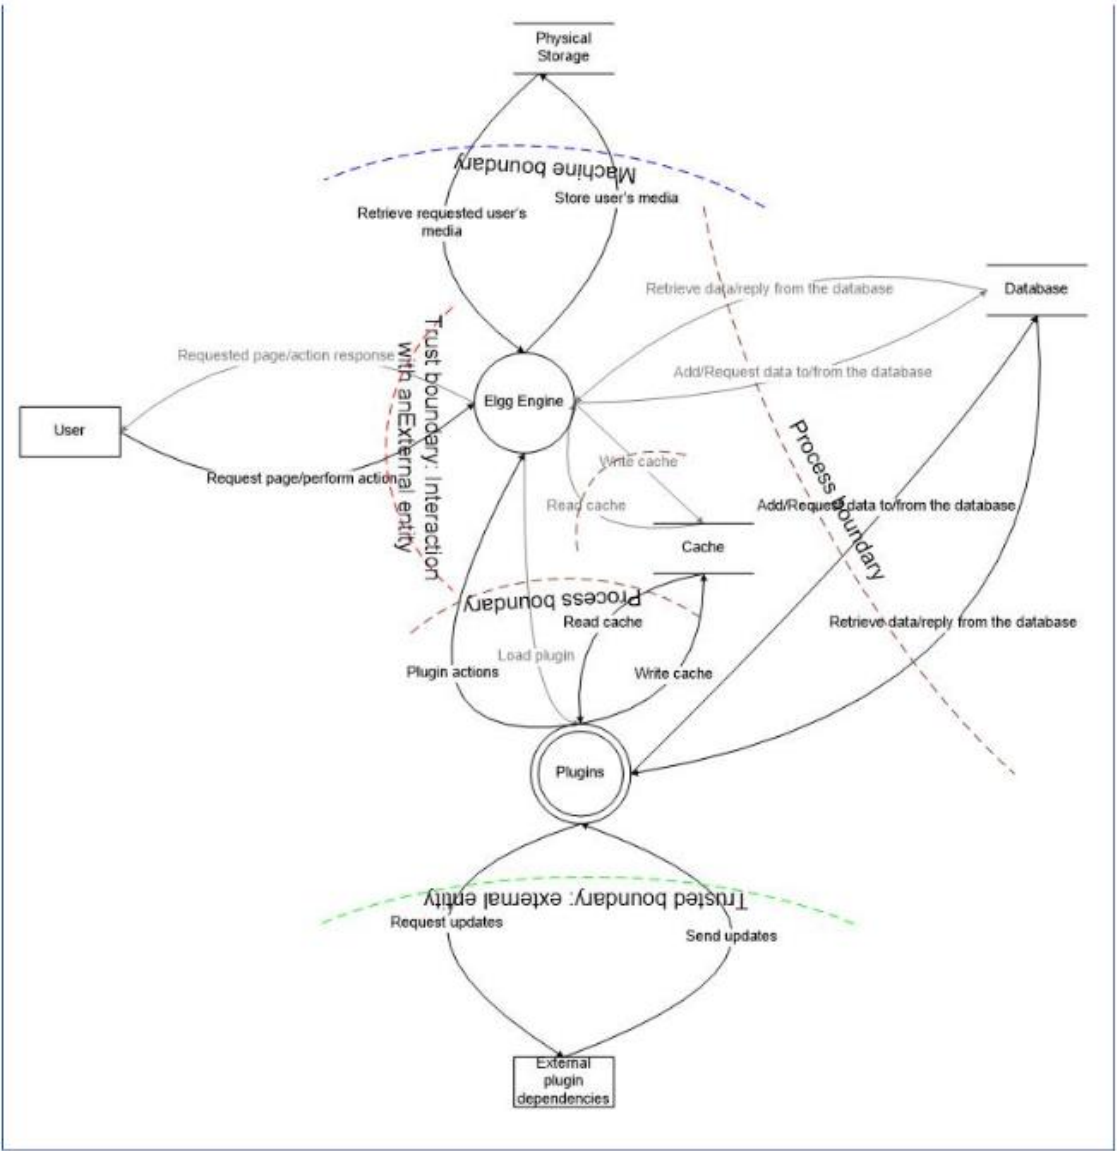 Physical
Storage
Machine boundary
Store user's media
Retrieve requested user's
media
Retrieve data/reply from the database
Database
Requested page/action response
Trust boundary: Interaction
with anExternal entity
Add/Request data to/from the database
Elgg Engine
User
Write cache
Request page/perform action
Read cache
Add/Request data to/from the database
Process boundary
Cache
Process boundary
Read cache
Retrieve data/reply from the database
Load plugin
Plugin actions
Write cache
Plugins
Trusted boundary: external entity
Request updates
Send updates
External
plugin
dependencies